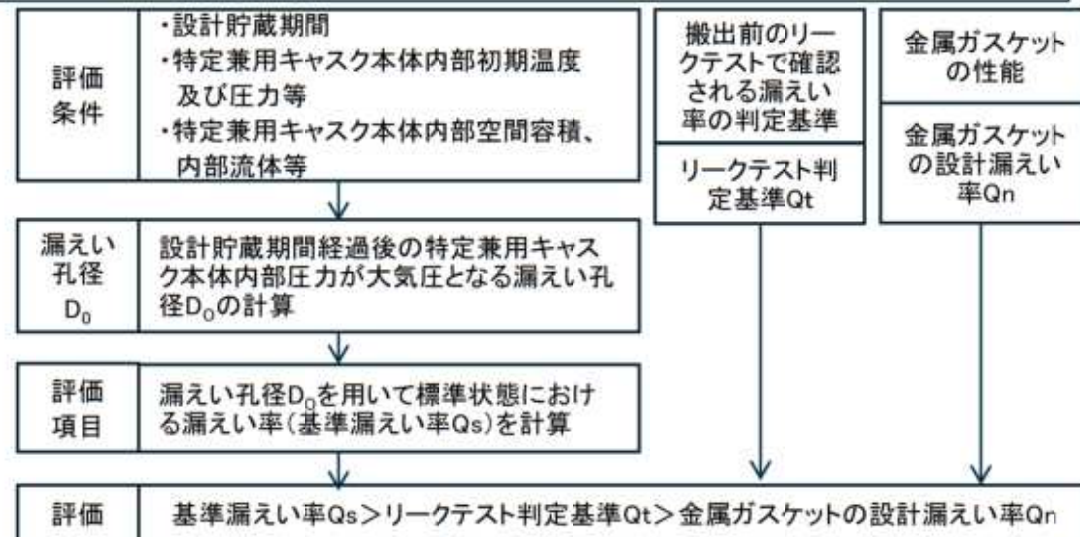 評価
条件
・設計貯蔵期間
・特定兼用キャスク本体内部初期温度
及び圧力等
・特定兼用キャスク本体内部空間容積、
内部流体等
搬出前のリー
クテストで確認
される漏えい
率の判定基準
リークテスト判
定基準Qt
金属ガスケット
の性能
金属ガスケット
の設計漏えい
率Qn
漏えい
孔径
D₀
設計貯蔵期間経過後の特定兼用キャス
ク本体内部圧力が大気圧となる漏えい孔
径D₀の計算
評価
項目
漏えい孔径D₀を用いて標準状態におけ
る漏えい率(基準漏えい率Qs)を計算
評価
基準漏えい率Qs＞リークテスト判定基準Qt＞金属ガスケットの設計漏えい率Qn